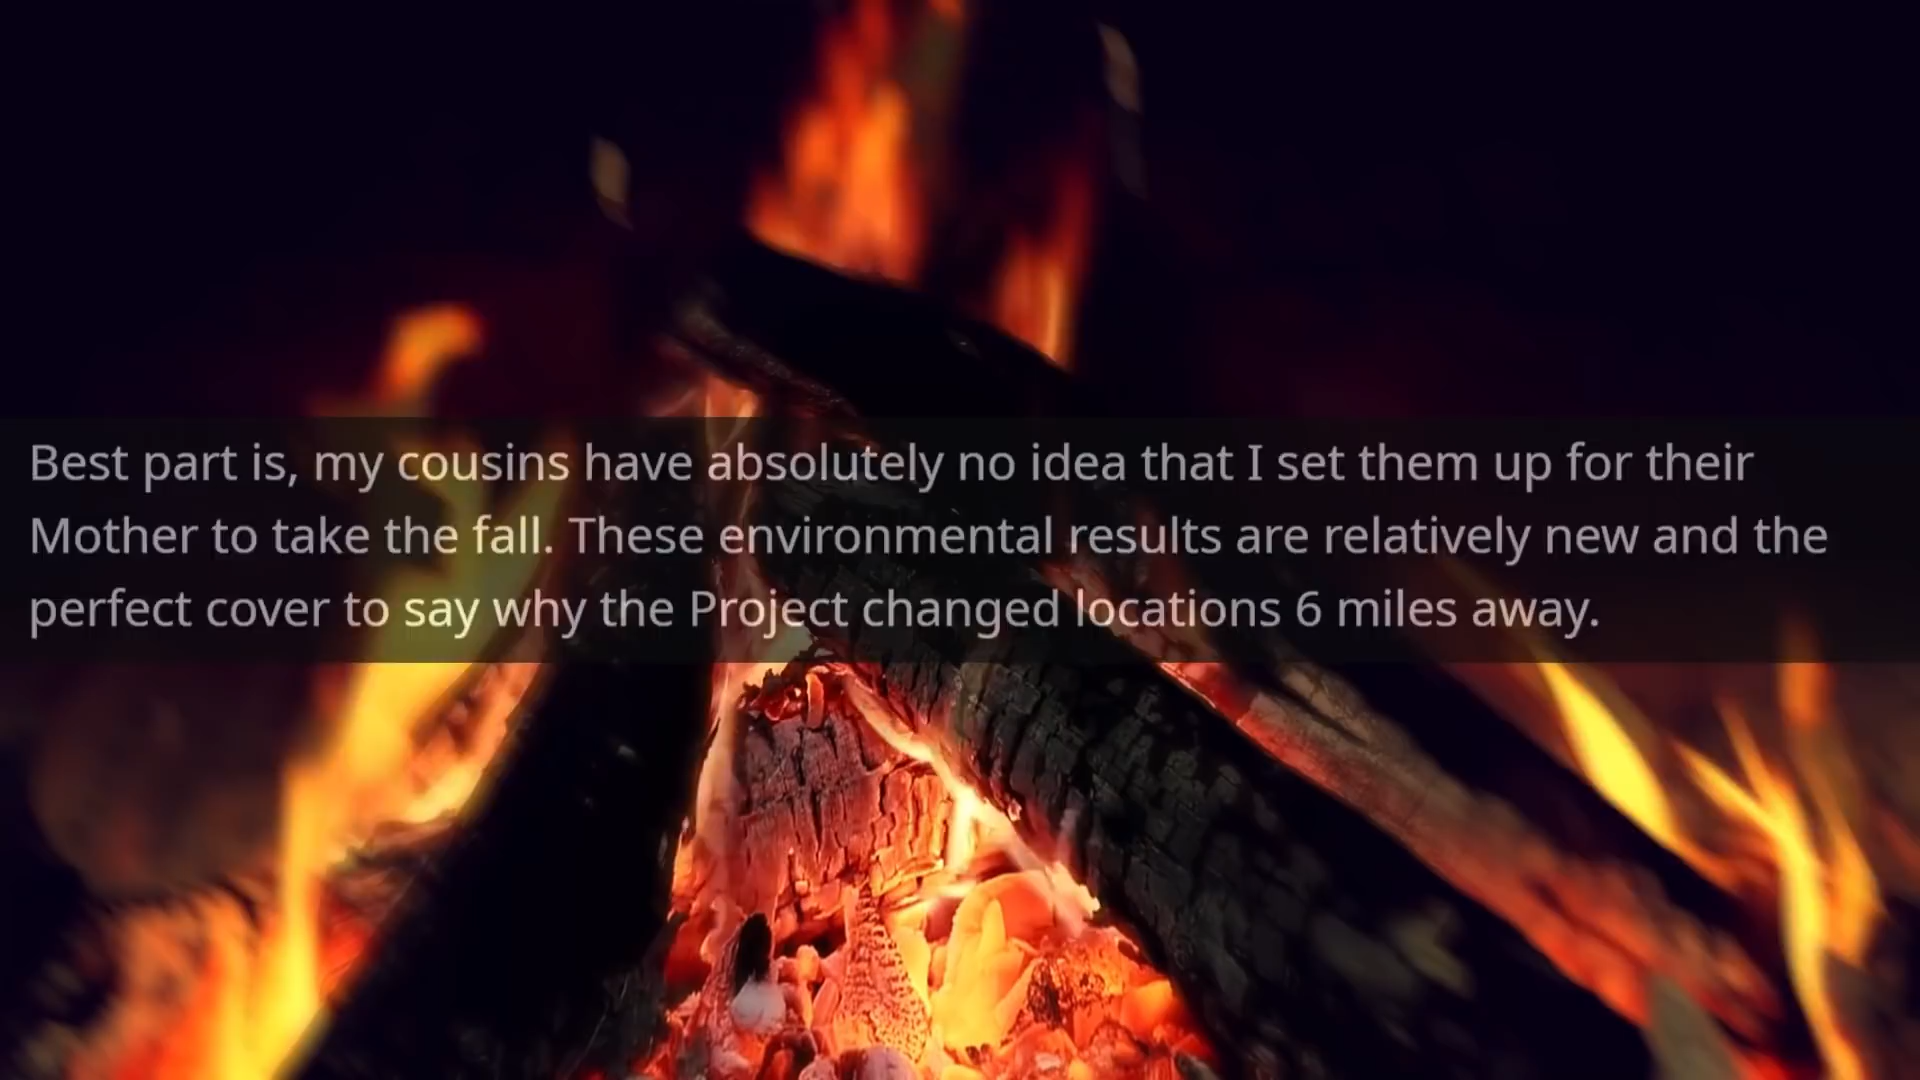 Best part is, my cousins have absolutely no idea that I set them up for their
Mother to take the fall. These environmental results are relatively new and the
perfect cover to say why the Project changed locations 6 miles away.